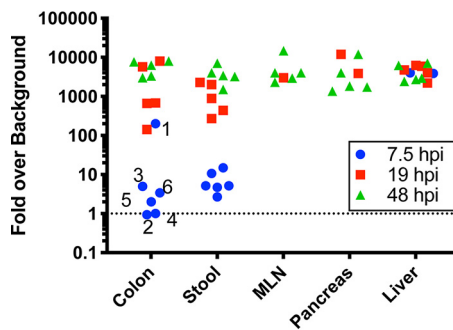 Fold over Background
100000
10000
1000
100
10
1
0.1
1
3
6
5
2
4
7.5 hpi
19 hpi
48 hpi
Colon
Stool
MLN
Pancreas
Liver